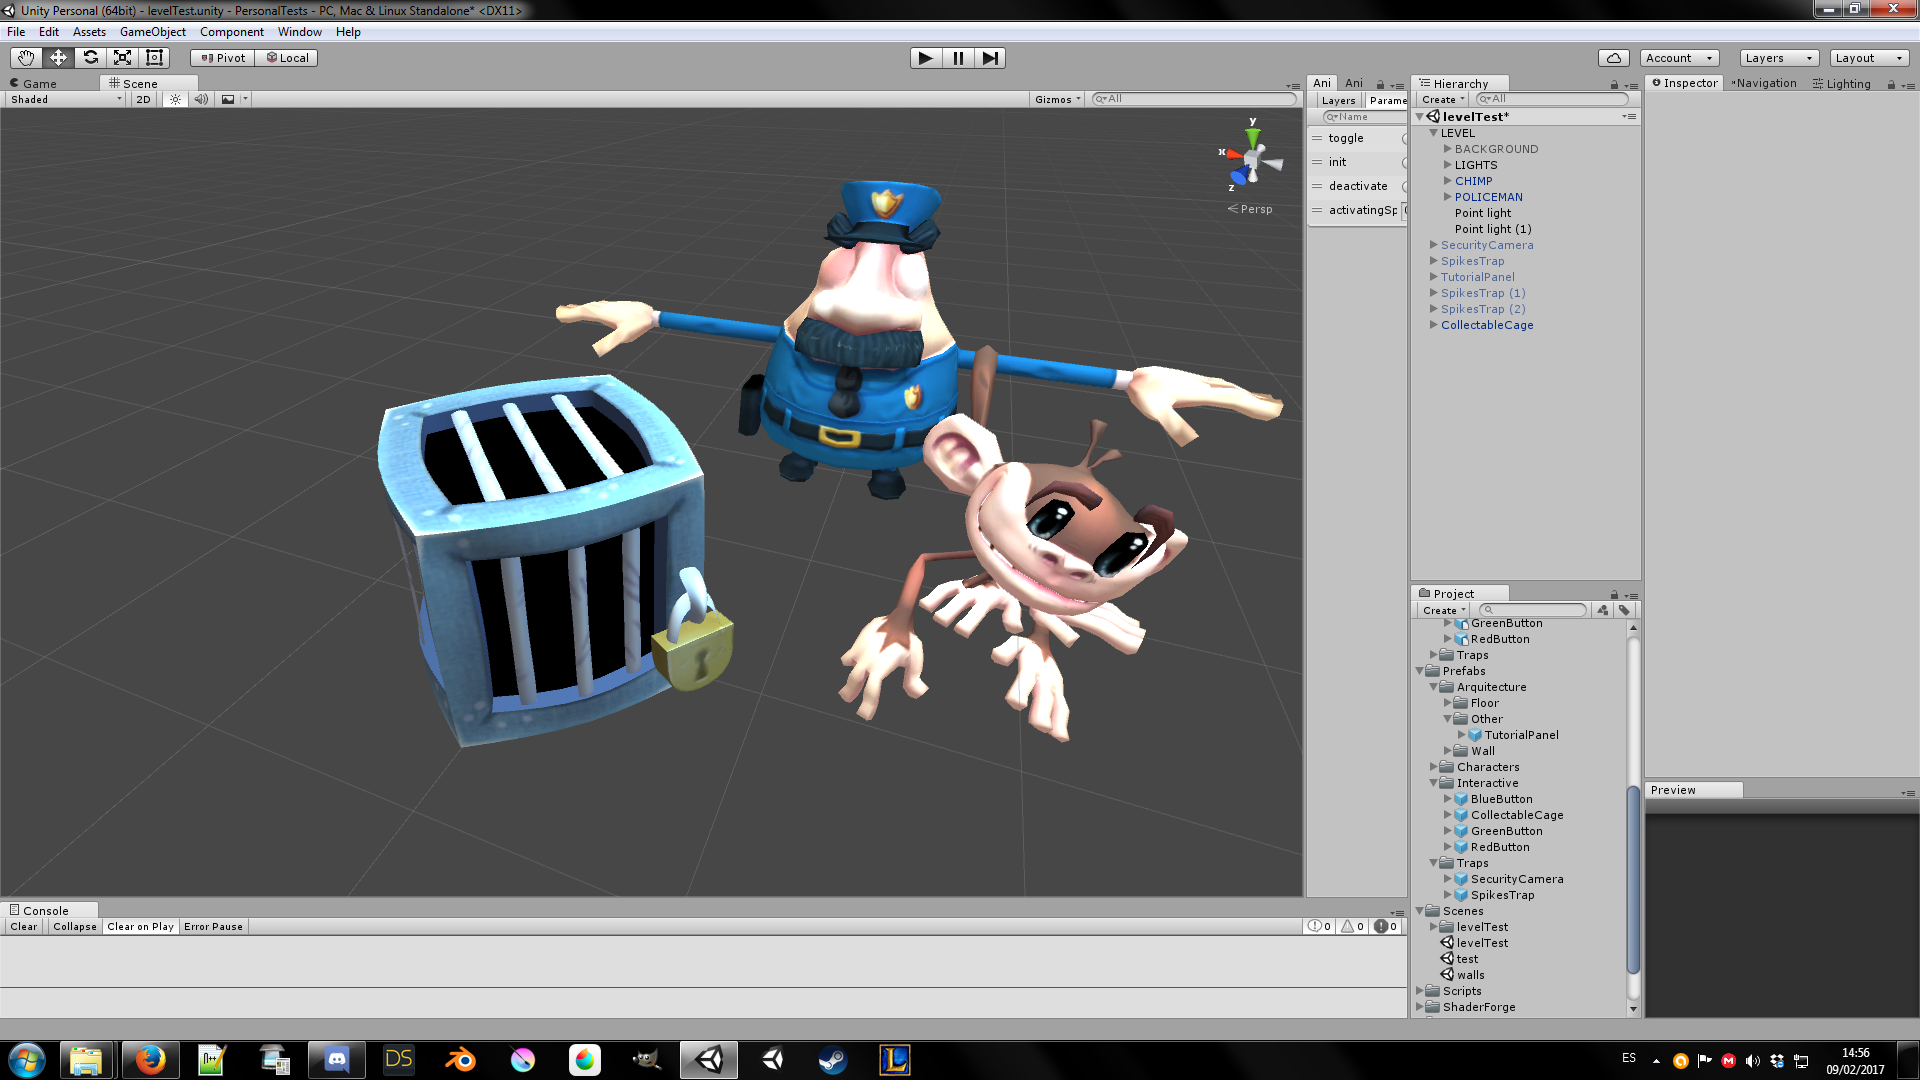 Unity Personal (64bit) - levelTest.unity - PersonalTests - PC, Mac & Linux Standalone* <DX11>
File Edit Assets GameObject Component Window Help
Pivot Local Account Layers Layout
Game Scene
Shaded 2D Gizmos All
y
x
z
Persp
Ani Ani
Layers Parame
Name
toggle
init
deactivate
activatingSp
Hierarchy
Create All
levelTest*
LEVEL
BACKGROUND
LIGHTS
CHIMP
POLICEMAN
Point light
Point light (1)
SecurityCamera
SpikesTrap
TutorialPanel
SpikesTrap (1)
SpikesTrap (2)
CollectableCage
Inspector Navigation Lighting
Project
Create
GreenButton
RedButton
Traps
Prefabs
Arquitecture
Floor
Other
TutorialPanel
Wall
Characters
Interactive
BlueButton
CollectableCage
GreenButton
RedButton
Traps
SecurityCamera
SpikesTrap
Scenes
levelTest
levelTest
test
walls
Scripts
ShaderForge
Preview
Console
Clear Collapse Clear on Play Error Pause 0 0 0
DS
L
ES
14:56
09/02/2017